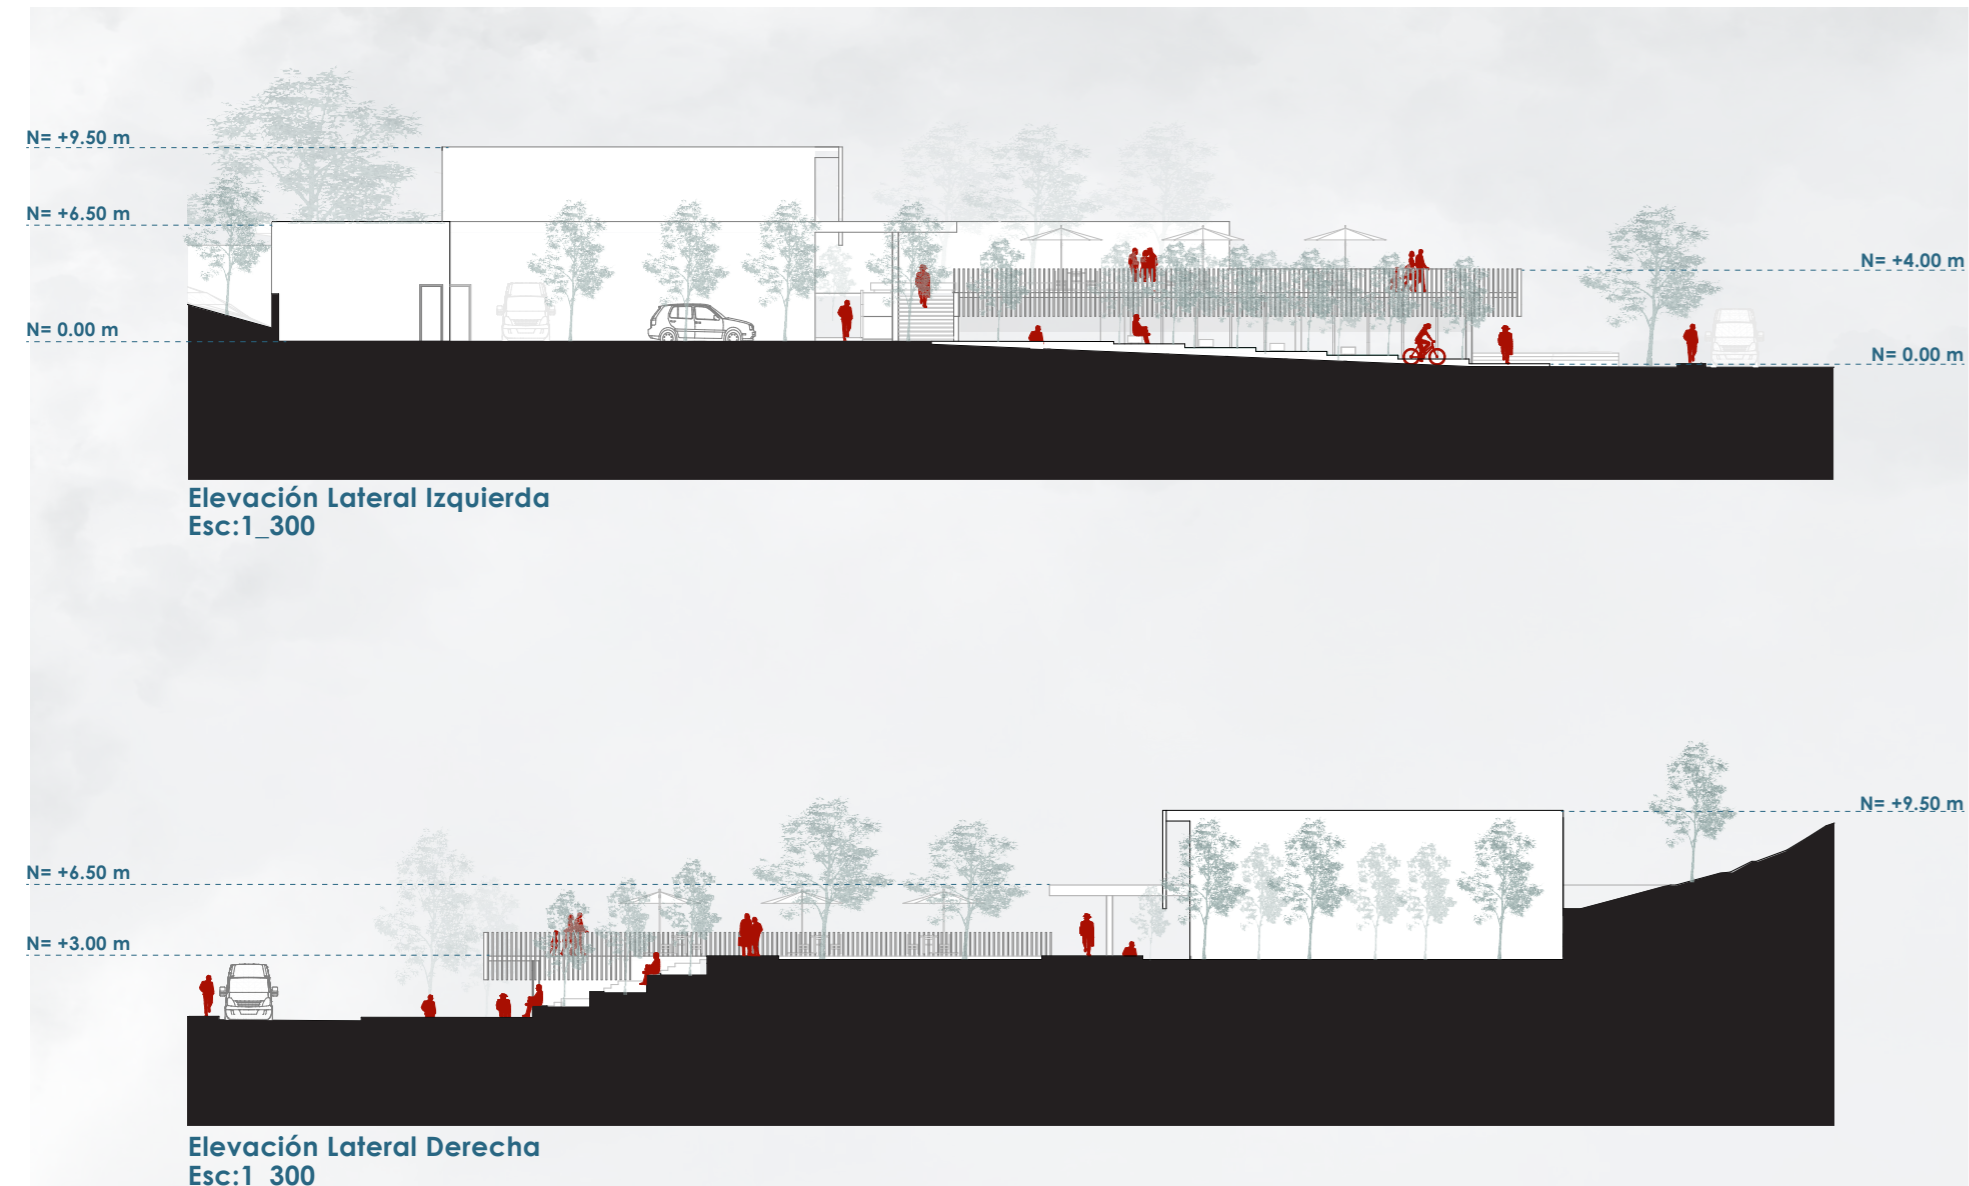 N= +9.50 m
N= +6.50 m
N= +4.00 m
N= 0.00 m
N= 0.00 m
Elevación Lateral Izquierda
Esc:1_300
N= +9.50 m
N= +6.50 m
N= +3.00 m
Elevación Lateral Derecha
Esc:1_300